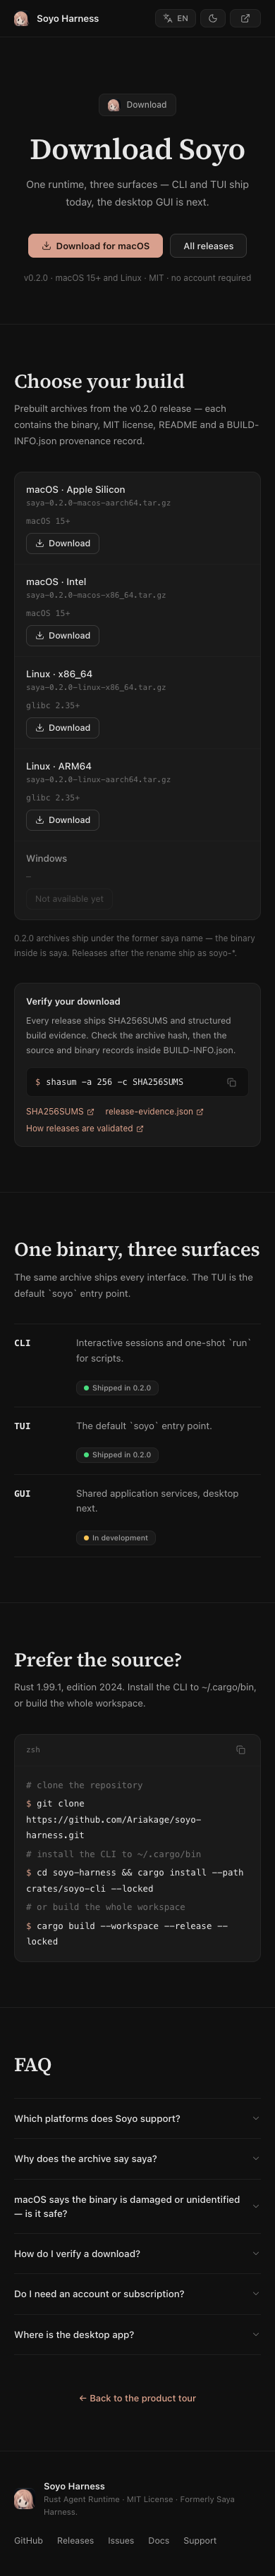 Soyo Harness
EN
Download
Download Soyo
One runtime, three surfaces — CLI and TUI ship
today, the desktop GUI is next.
Download for macOS
All releases
v0.2.0 · macOS 15+ and Linux · MIT · no account required
Choose your build
Prebuilt archives from the v0.2.0 release — each
contains the binary, MIT license, README and a BUILD-
INFO.json provenance record.
macOS · Apple Silicon
saya-0.2.0-macos-aarch64.tar.gz
macOS 15+
Download
macOS · Intel
saya-0.2.0-macos-x86_64.tar.gz
macOS 15+
Download
Linux · x86_64
saya-0.2.0-linux-x86_64.tar.gz
glibc 2.35+
Download
Linux · ARM64
saya-0.2.0-linux-aarch64.tar.gz
glibc 2.35+
Download
Windows
—
Not available yet
0.2.0 archives ship under the former saya name — the binary
inside is saya. Releases after the rename ship as soyo-*.
Verify your download
Every release ships SHA256SUMS and structured
build evidence. Check the archive hash, then the
source and binary records inside BUILD-INFO.json.
$ shasum -a 256 -c SHA256SUMS
SHA256SUMS
release-evidence.json
How releases are validated
One binary, three surfaces
The same archive ships every interface. The TUI is the
default `soyo` entry point.
CLI
Interactive sessions and one-shot `run`
for scripts.
Shipped in 0.2.0
TUI
The default `soyo` entry point.
Shipped in 0.2.0
GUI
Shared application services, desktop
next.
In development
Prefer the source?
Rust 1.99.1, edition 2024. Install the CLI to ~/.cargo/bin,
or build the whole workspace.
zsh
# clone the repository
$ git clone
https://github.com/Ariakage/soyo-
harness.git
# install the CLI to ~/.cargo/bin
$ cd soyo-harness && cargo install --path
crates/soyo-cli --locked
# or build the whole workspace
$ cargo build --workspace --release --
locked
FAQ
Which platforms does Soyo support?
Why does the archive say saya?
macOS says the binary is damaged or unidentified
— is it safe?
How do I verify a download?
Do I need an account or subscription?
Where is the desktop app?
← Back to the product tour
Soyo Harness
Rust Agent Runtime · MIT License · Formerly Saya
Harness.
GitHub
Releases
Issues
Docs
Support